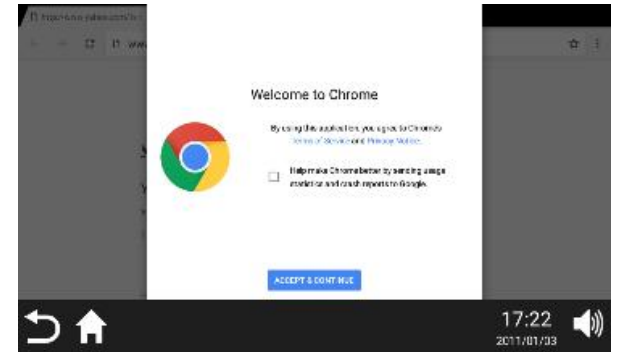 www
Welcome to Chrome
By using this application, you agree to Chrome's
Terms of Service and Privacy Notice.
Help make Chrome better by sending usage
statistics and crash reports to Google.
ACCEPT & CONTINUE
17:22
2011/01/03